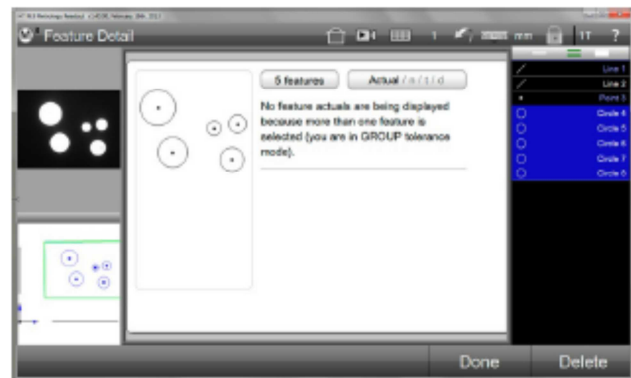 Feature Detail
1
mm
1T
?
5 features
Actual / n / t / d
No feature actuals are being displayed
because more than one feature is
selected (you are in GROUP tolerance
mode).
Line 1
Line 2
Point 3
Circle 4
Circle 5
Circle 6
Circle 7
Circle 8
Done
Delete